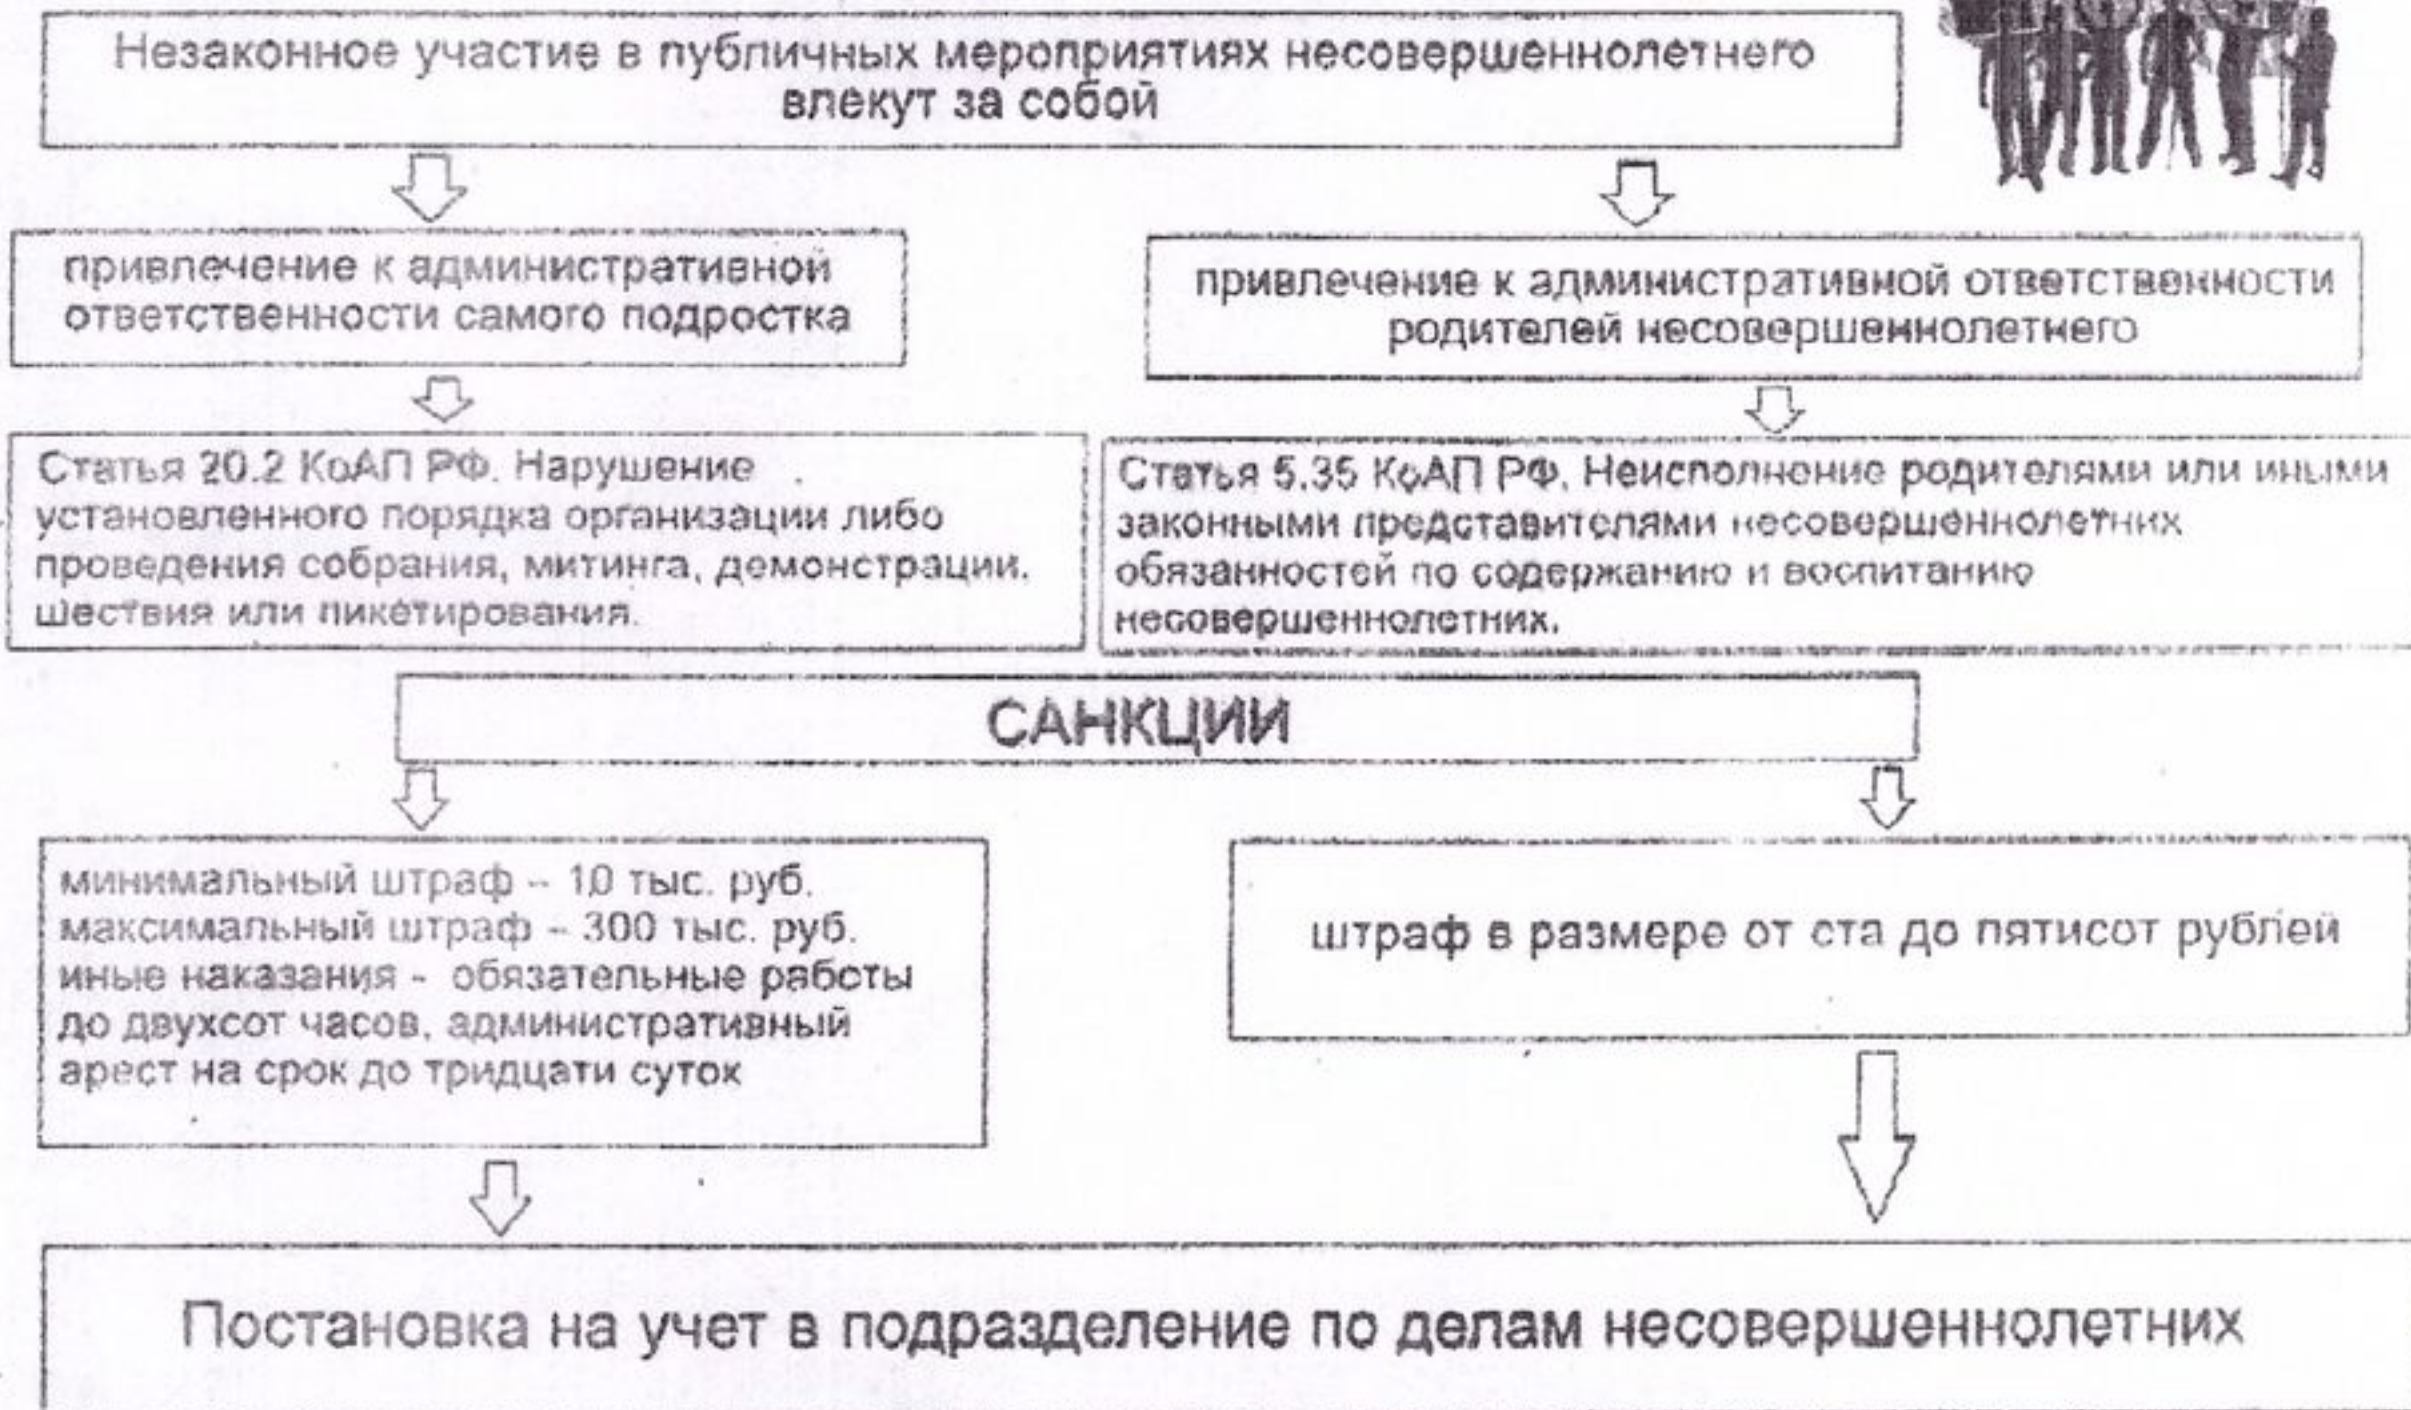 Незаконное участие в публичных мероприятиях несовершеннолетнего
влекут за собой
привлечение к административной
ответственности самого подростка
привлечение к административной ответственности
родителей несовершеннолетнего
Статья 20.2 КоАП РФ. Нарушение
установленного порядка организации либо
проведения собрания, митинга, демонстрации.
шествия или пикетирования.
Статья 5.35 КоАП РФ. Неисполнение родителями или иными
законными представителями несовершеннолетних
обязанностей по содержанию и воспитанию
несовершеннолетних.
САНКЦИИ
минимальный штраф – 10 тыс. руб.
максимальный штраф – 300 тыс. руб.
иные наказания - обязательные работы
до двухсот часов, административный
арест на срок до тридцати суток
штраф в размере от ста до пятисот рублей
Постановка на учет в подразделение по делам несовершеннолетних